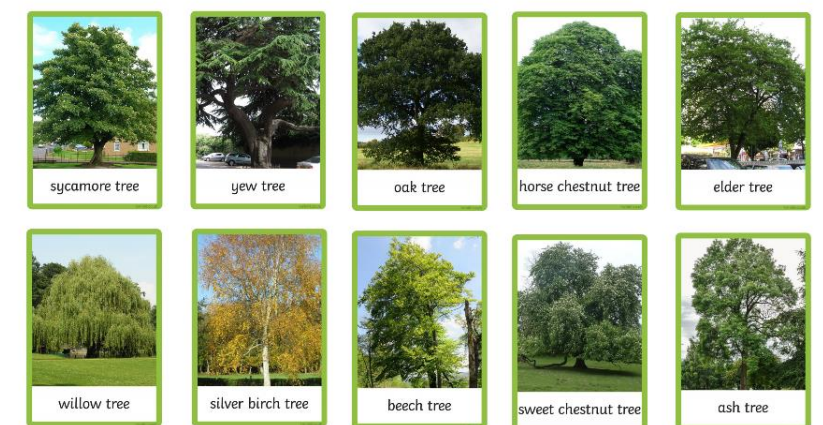 sycamore tree
yew tree
oak tree
horse chestnut tree
elder tree
willow tree
silver birch tree
beech tree
sweet chestnut tree
ash tree